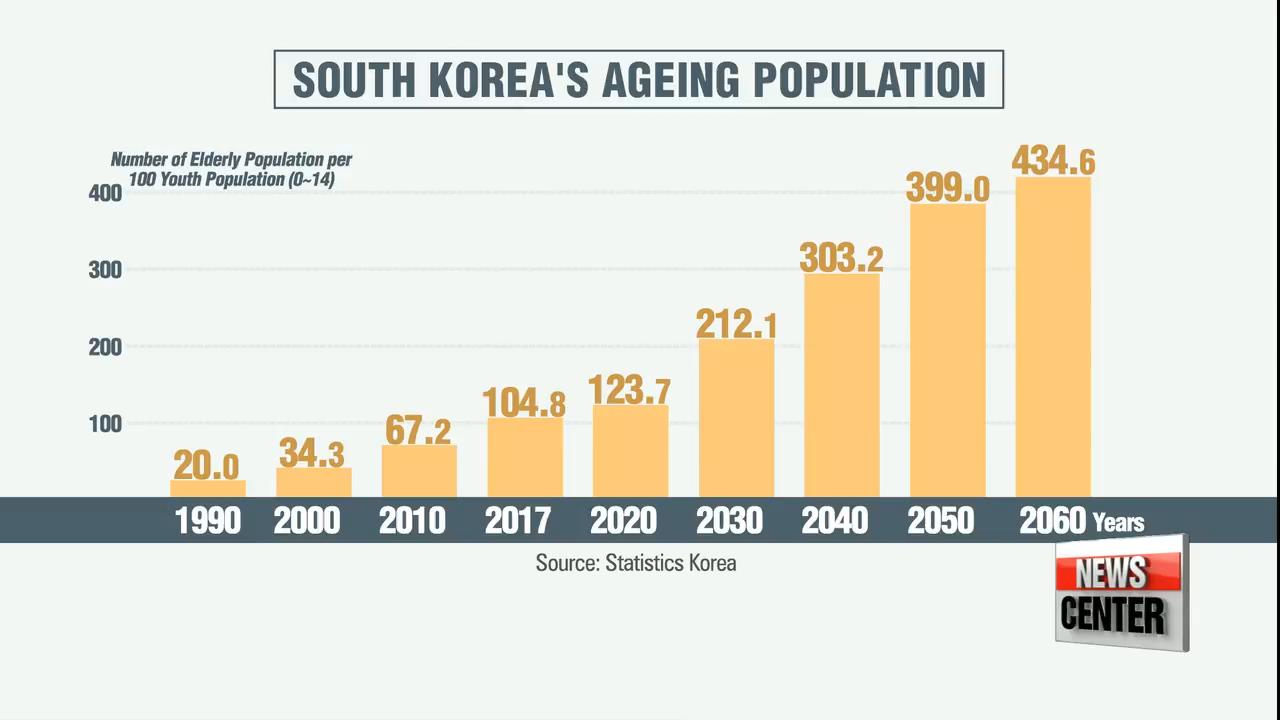 SOUTH KOREA'S AGEING POPULATION
Number of Elderly Population per
100 Youth Population (0~14)
400
300
200
100
20.0
34.3
67.2
104.8
123.7
212.1
303.2
399.0
434.6
1990 2000 2010 2017 2020 2030 2040 2050 2060 Years
Source: Statistics Korea
NEWS
CENTER